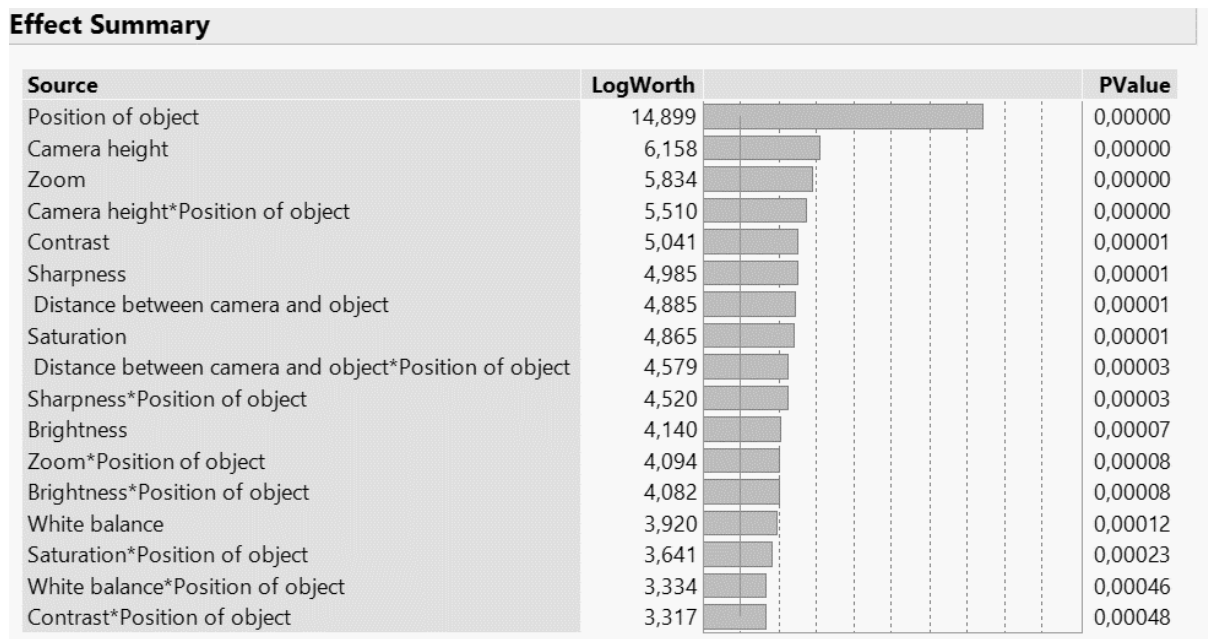 Effect Summary
Source LogWorth PValue
Position of object 14,899 0,00000
Camera height 6,158 0,00000
Zoom 5,834 0,00000
Camera height*Position of object 5,510 0,00000
Contrast 5,041 0,00001
Sharpness 4,985 0,00001
Distance between camera and object 4,885 0,00001
Saturation 4,865 0,00001
Distance between camera and object*Position of object 4,579 0,00003
Sharpness*Position of object 4,520 0,00003
Brightness 4,140 0,00007
Zoom*Position of object 4,094 0,00008
Brightness*Position of object 4,082 0,00008
White balance 3,920 0,00012
Saturation*Position of object 3,641 0,00023
White balance*Position of object 3,334 0,00046
Contrast*Position of object 3,317 0,00048